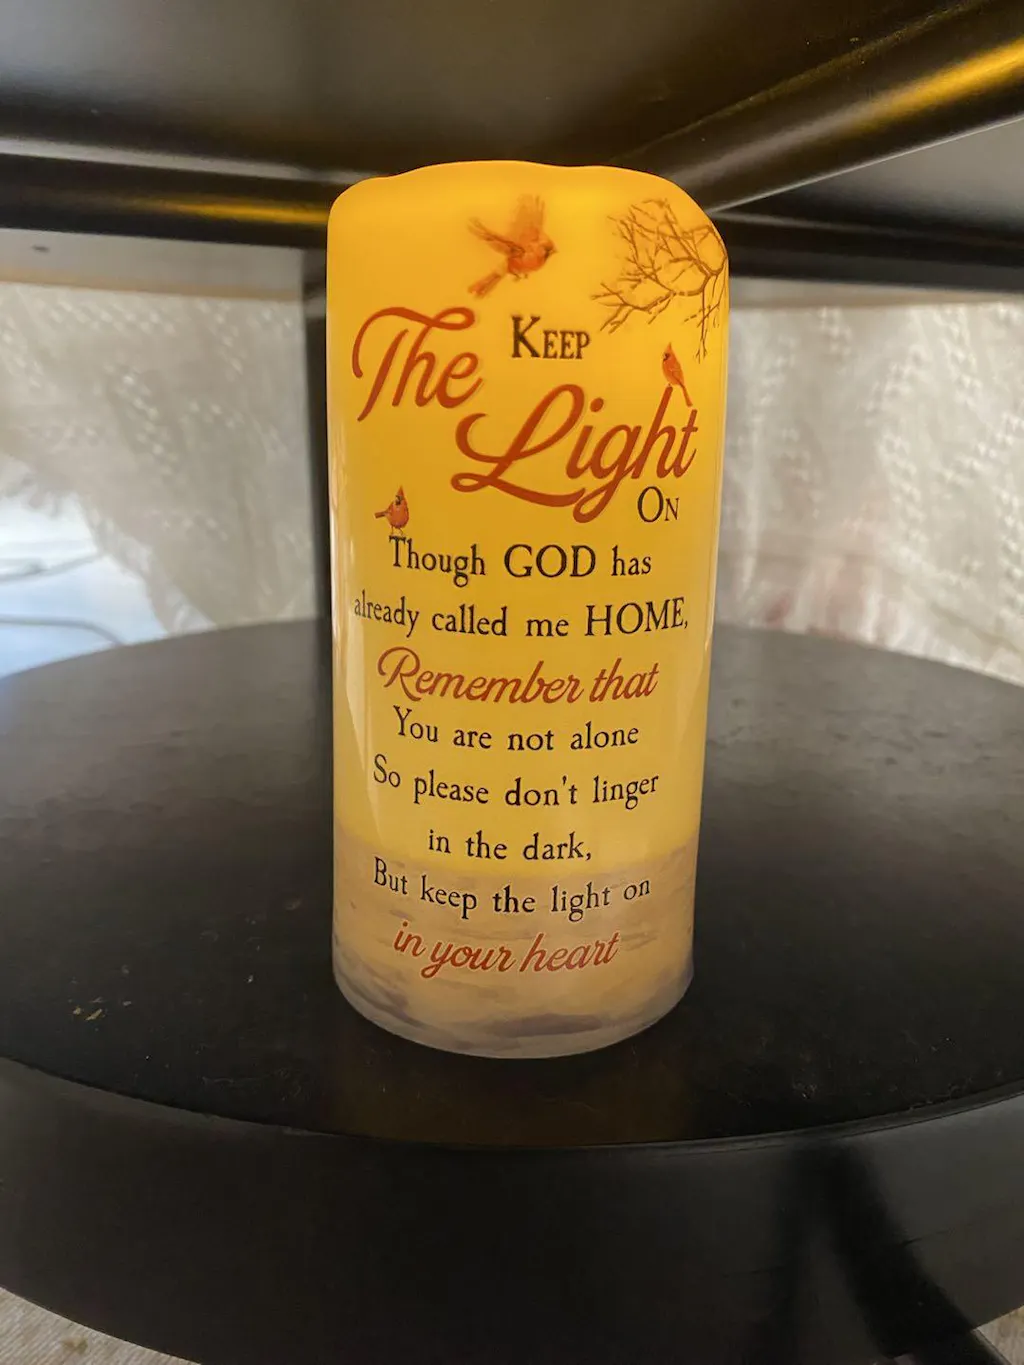 KEEP
The Light
ON
Though GOD has
already called me HOME,
Remember that
You are not alone
So please don't linger
in the dark,
But keep the light on
in your heart